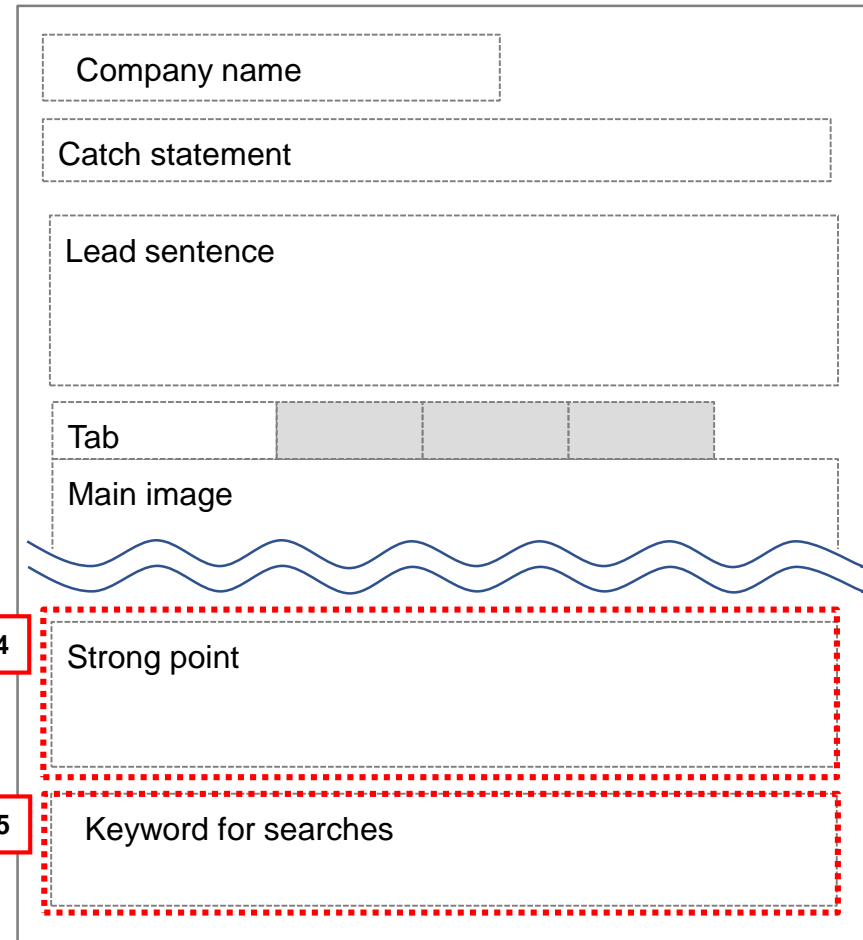 Company name
Catch statement
Lead sentence
Tab
Main image
4
Strong point
5
Keyword for searches